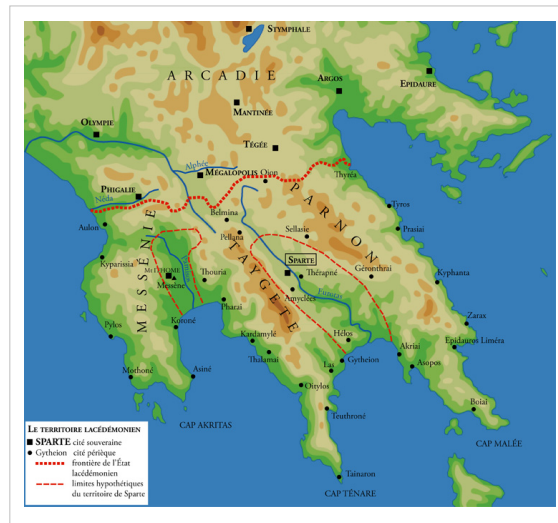 STYMPHALE
ARCADIE
ARGOS
EPIDAURE
MANTINÉE
OLYMPIE
TÉGÉE
Alphée
MÉGALOPOLIS
Oion
Thyréa
PHIGALIE
Néda
PARNON
Tyros
Belmina
Aulon
Prasiai
Pellana
Sellasie
MESSÉNIE
TAYGETE
SPARTE
Kyparissia
Mt ITHOME
Thouria
Thérapné
Géronthrai
Messène
Kyphanta
Amyclées
Eurotas
Pharai
Koroné
Zarax
Pylos
Kardamylé
Hélos
Epidauros Liméra
Thalamai
Akriai
Las
Gytheion
Asopos
Mothoné
Asiné
Oitylos
Boiai
Teuthroné
CAP AKRITAS
CAP MALÉE
Tainaron
CAP TÉNARE
LE TERRITOIRE LACÉDÉMONIEN
SPARTE cité souveraine
Gytheion cité périèque
frontière de l'État
lacédémonien
limites hypothétiques
du territoire de Sparte